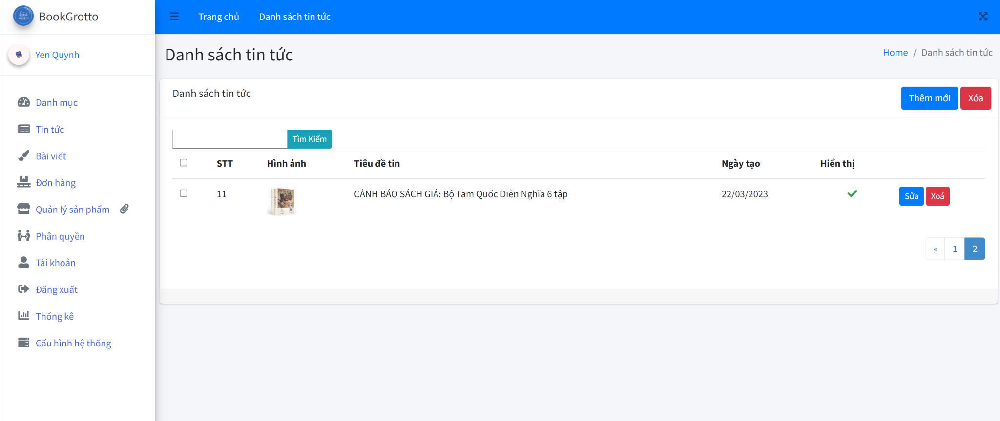 BookGrotto
Trang chủ
Danh sách tin tức
Yen Quynh
Danh sách tin tức
Home / Danh sách tin tức
Danh mục
Tin tức
Bài viết
Đơn hàng
Quản lý sản phẩm
Phân quyền
Tài khoản
Đăng xuất
Thống kê
Cấu hình hệ thống
Danh sách tin tức
Thêm mới
Xóa
Tìm Kiếm
STT Hình ảnh Tiêu đề tin Ngày tạo Hiển thị
11 CẢNH BÁO SÁCH GIẢ: Bộ Tam Quốc Diễn Nghĩa 6 tập 22/03/2023 Sửa Xoá
« 1 2